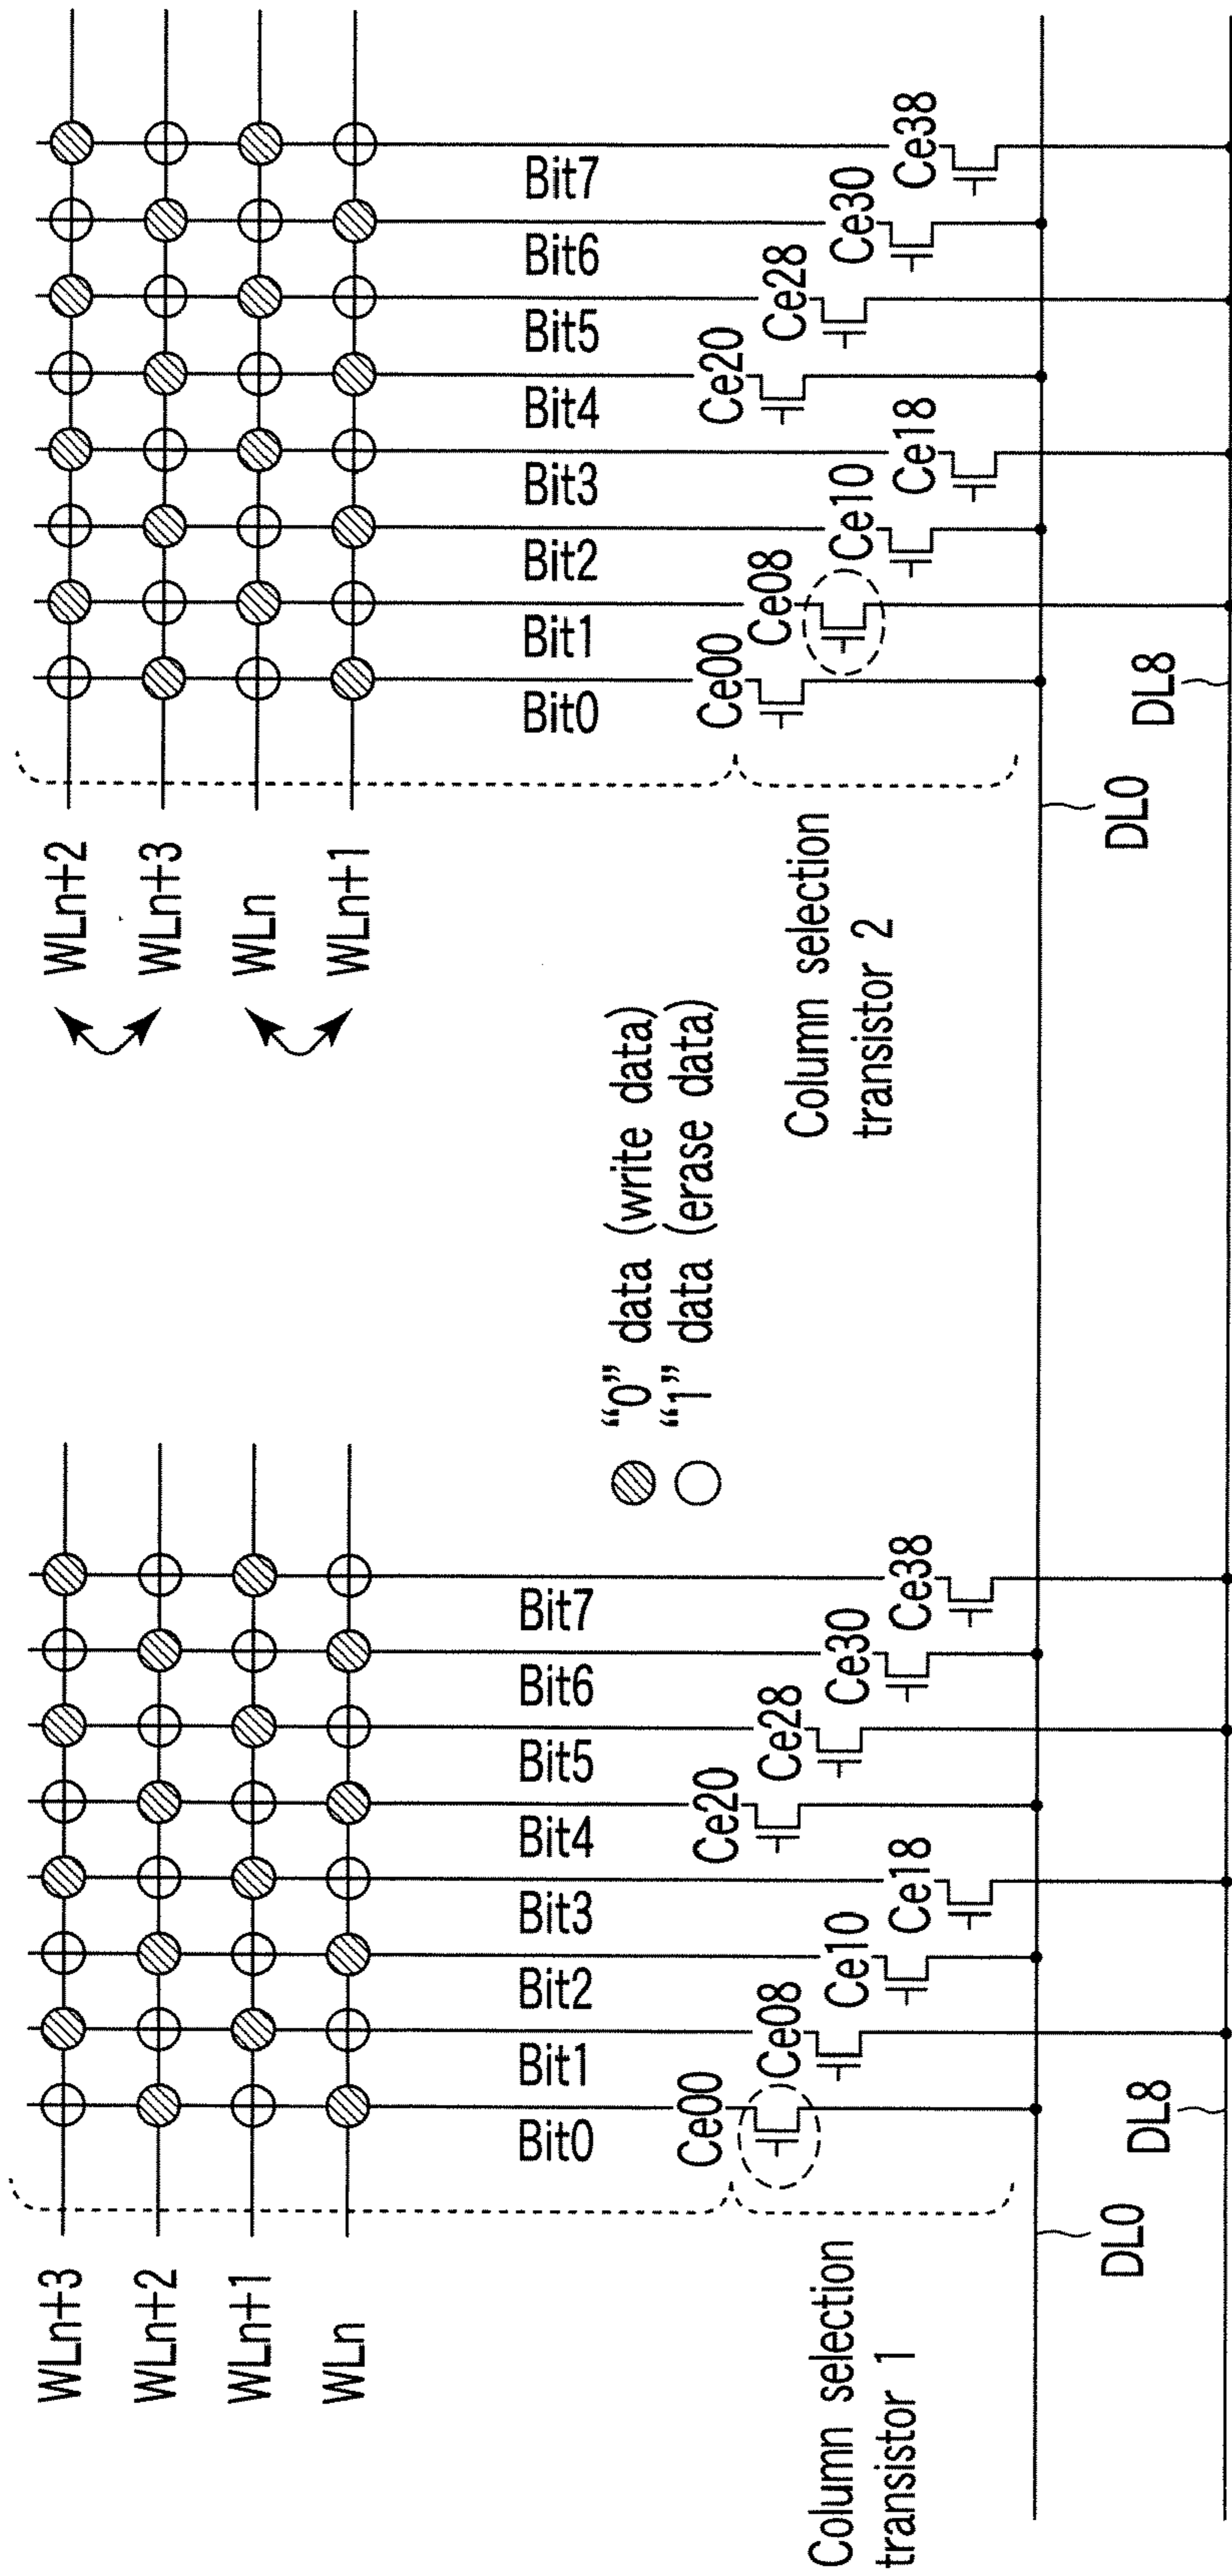 WLn+3
WLn+2
WLn+1
WLn
Bit0
Bit1
Bit2
Bit3
Bit4
Bit5
Bit6
Bit7
Ce00
Ce08
Ce10
Ce18
Ce20
Ce28
Ce30
Ce38
Column selection
transistor 1
DL0
DL8
“0” data (write data)
“1” data (erase data)
WLn+2
WLn+3
WLn
WLn+1
Bit0
Bit1
Bit2
Bit3
Bit4
Bit5
Bit6
Bit7
Ce00
Ce08
Ce10
Ce18
Ce20
Ce28
Ce30
Ce38
Column selection
transistor 2
DL0
DL8